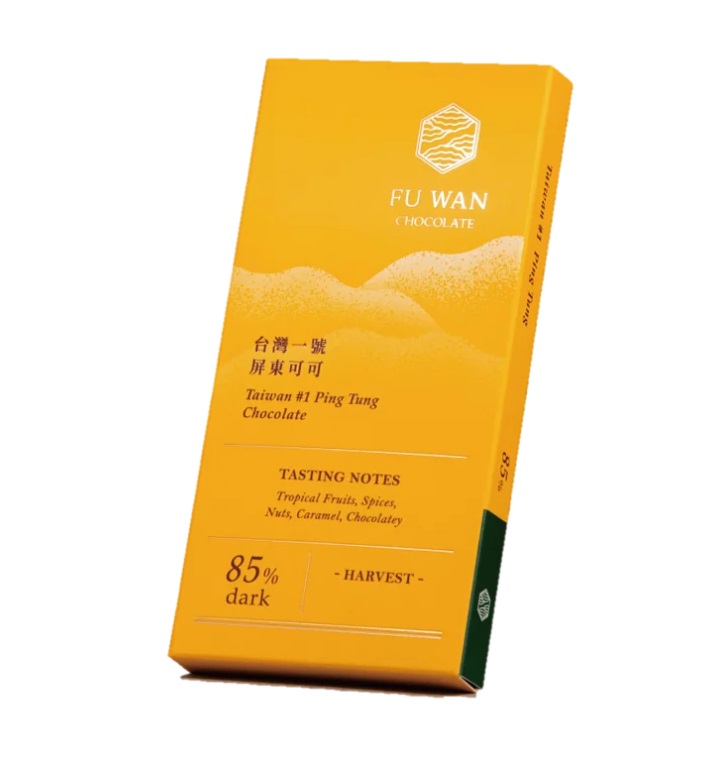 FU WAN
CHOCOLATE
台灣一號
屏東可可
Taiwan #1 Ping Tung
Chocolate
TASTING NOTES
Tropical Fruits, Spices,
Nuts, Caramel, Chocolatey
85%
dark
- HARVEST -
Taiwan #1 Ping Tung
85%